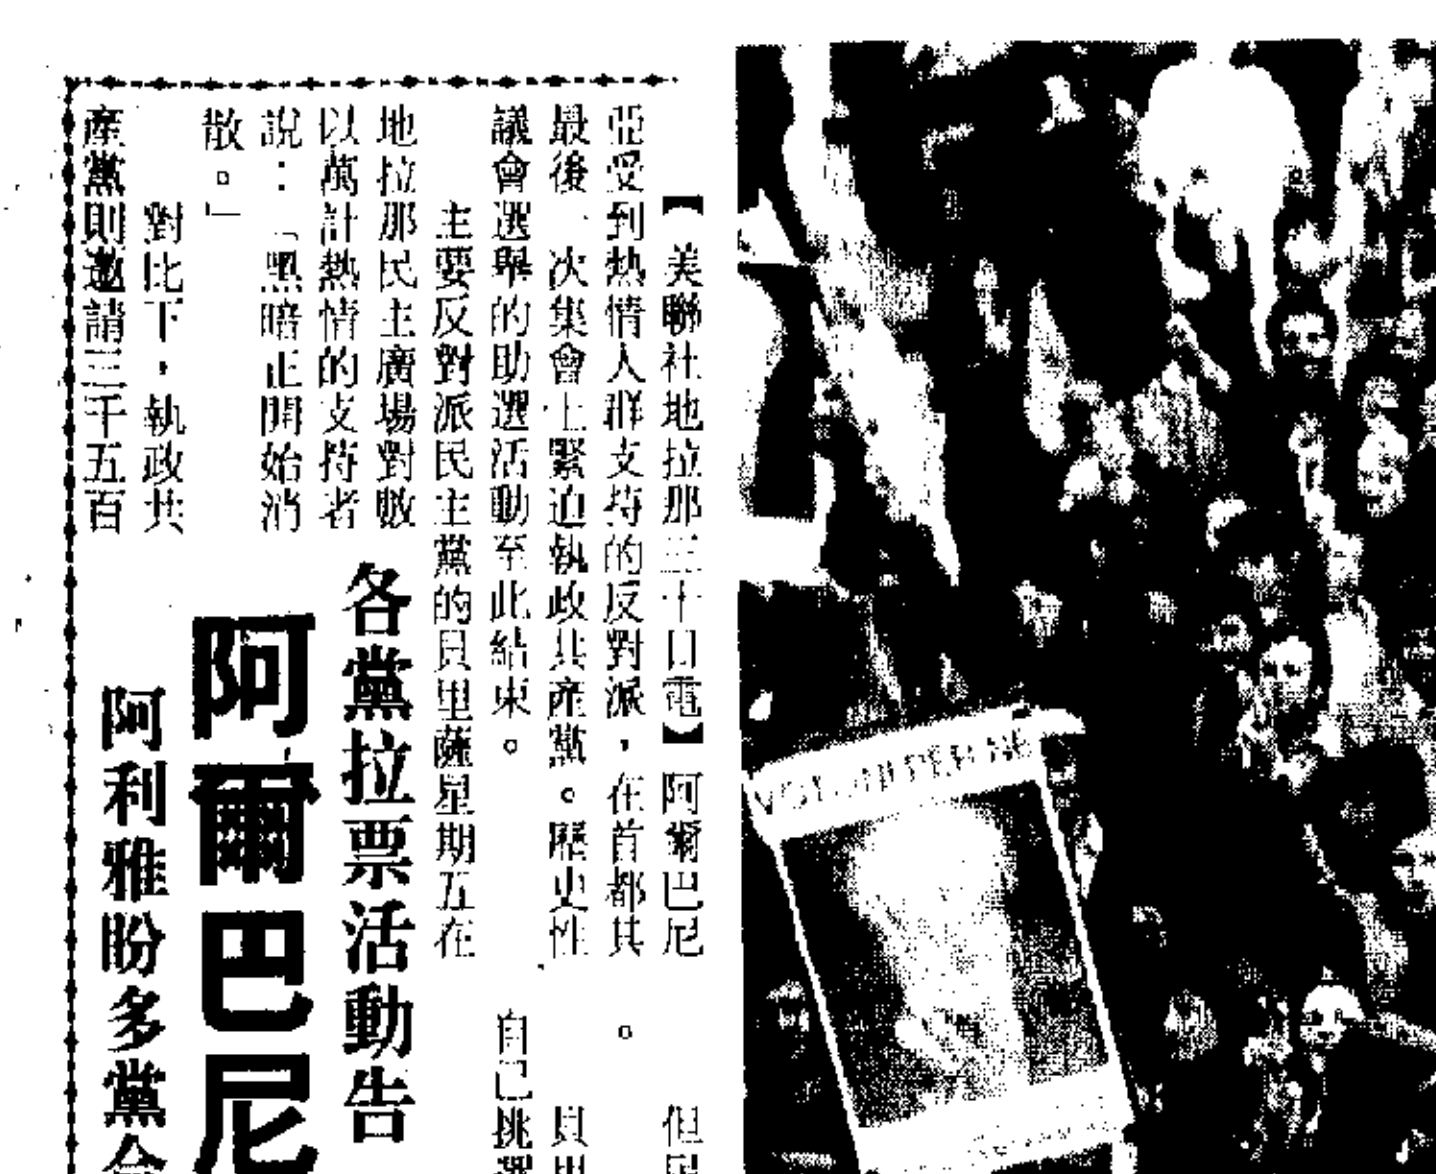 【美聯社地拉那三十日電】阿爾巴尼
亞受到熱情人群支持的反對派，在首都其
最後一次集會上緊迫執政共產黨。歷史性
議會選舉的助選活動至此結束。
主要反對派民主黨的貝里薩星期五在
地拉那民主廣場對數
以萬計熱情的支持者
說：「黑暗正開始消
散。」
對比下，執政共
產黨則邀請三千五百
各黨拉票活動告
阿爾巴尼
阿利雅盼多黨
。
自己挑選
但